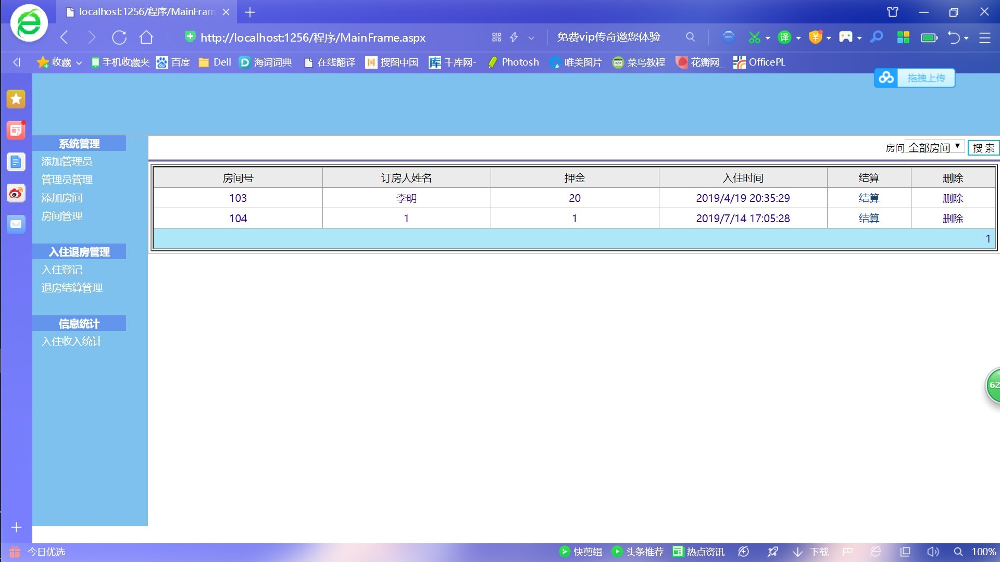 localhost:1256/程序/MainFram
http://localhost:1256/程序/MainFrame.aspx
免费vip传奇邀您体验
译
收藏 手机收藏夹 百度 Dell 海词词典 在线翻译 搜图中国 千库网- Photosh 唯美图片 菜鸟教程 花瓣网_ OfficePL
拖拽上传
系统管理
添加管理员
管理员管理
添加房间
房间管理
入住退房管理
入住登记
退房结算管理
信息统计
入住收入统计
房间 全部房间 搜 索
房间号 订房人姓名 押金 入住时间 结算 删除
103 李明 20 2019/4/19 20:35:29 结算 删除
104 1 1 2019/7/14 17:05:28 结算 删除
1
62
今日优选 快剪辑 头条推荐 热点资讯 下载 100%